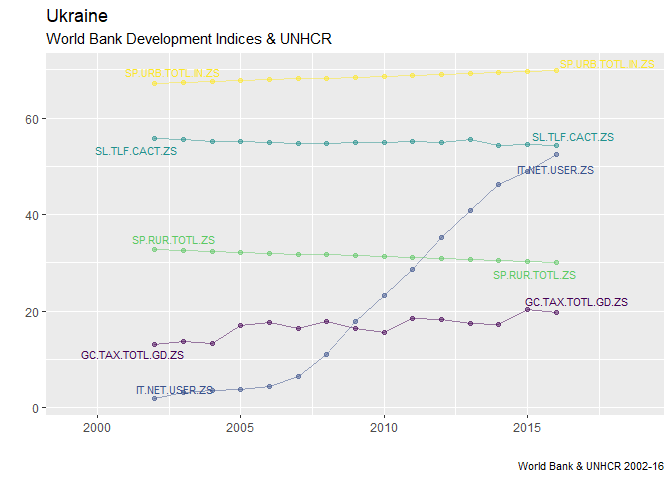 Ukraine
World Bank Development Indices & UNHCR
SP.URB.TOTL.IN.ZS
SP.URB.TOTL.IN.ZS
60
SL.TLF.CACT.ZS
SL.TLF.CACT.ZS
IT.NET.USER.ZS
40
SP.RUR.TOTL.ZS
SP.RUR.TOTL.ZS
20
GC.TAX.TOTL.GD.ZS
GC.TAX.TOTL.GD.ZS
IT.NET.USER.ZS
0
2000 2005 2010 2015
World Bank & UNHCR 2002-16